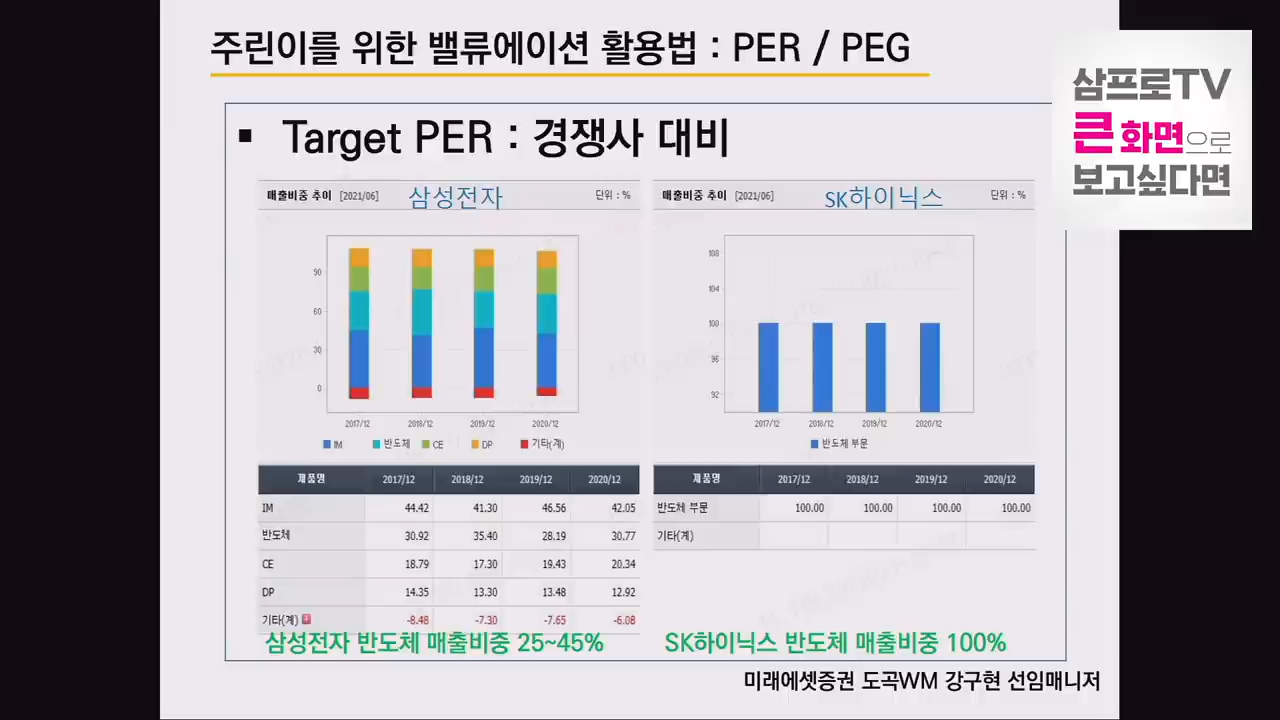 주린이를 위한 밸류에이션 활용법 : PER / PEG
삼프로TV
큰 화면으로
보고싶다면
▪ Target PER : 경쟁사 대비
매출비중 추이 [2021/06] 삼성전자 단위 : %
90
60
30
0
2017/12 2018/12 2019/12 2020/12
IM 반도체 CE DP 기타(계)
제품명 2017/12 2018/12 2019/12 2020/12
IM 44.42 41.30 46.56 42.05
반도체 30.92 35.40 28.19 30.77
CE 18.79 17.30 19.43 20.34
DP 14.35 13.30 13.48 12.92
기타(계) -8.48 -7.30 -7.65 -6.08
삼성전자 반도체 매출비중 25~45%
매출비중 추이 [2021/06] SK하이닉스 단위 : %
108
104
100
96
92
2017/12 2018/12 2019/12 2020/12
반도체 부문
제품명 2017/12 2018/12 2019/12 2020/12
반도체 부문 100.00 100.00 100.00 100.00
기타(계)
SK하이닉스 반도체 매출비중 100%
미래에셋증권 도곡WM 강구현 선임매니저